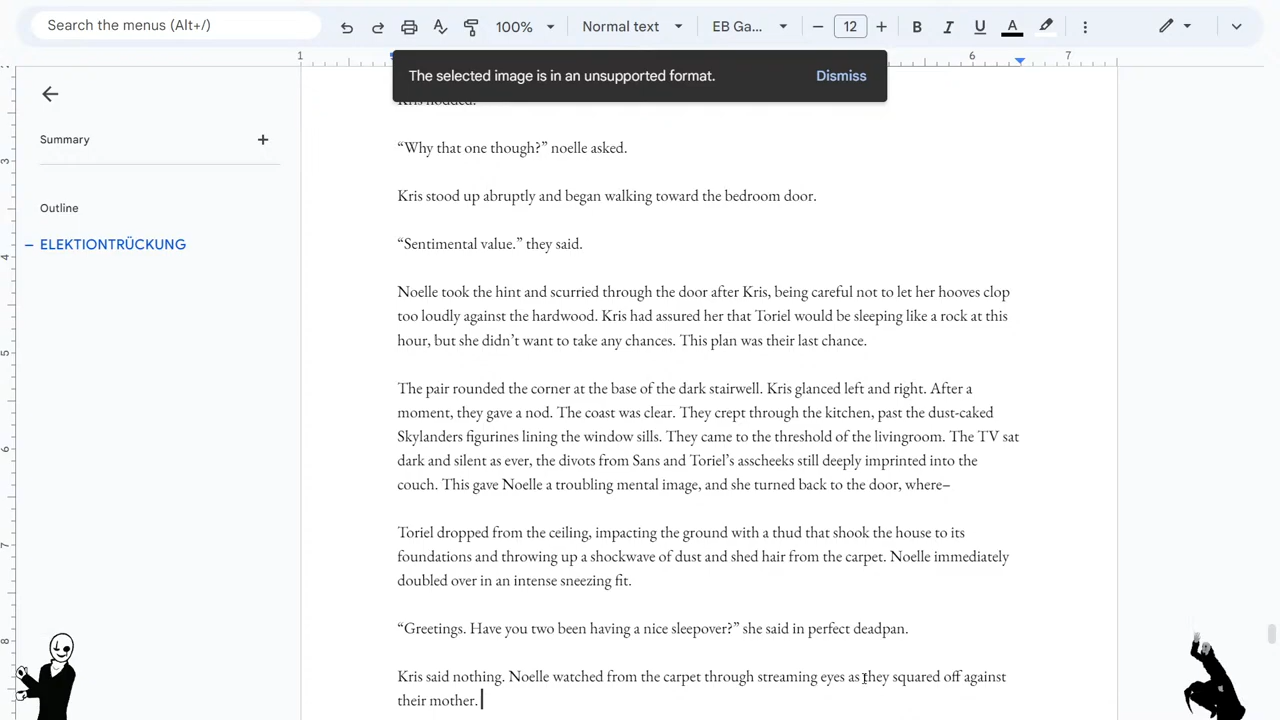 Search the menus (Alt+/)
100%
Normal text
EB Ga...
12
B I U A
1
6
7
The selected image is in an unsupported format.
Dismiss
Summary
Outline
ELEKTIONTRÜCKUNG
3
4
5
6
7
8
Kris nodded.
“Why that one though?” noelle asked.
Kris stood up abruptly and began walking toward the bedroom door.
“Sentimental value.” they said.
Noelle took the hint and scurried through the door after Kris, being careful not to let her hooves clop
too loudly against the hardwood. Kris had assured her that Toriel would be sleeping like a rock at this
hour, but she didn’t want to take any chances. This plan was their last chance.
The pair rounded the corner at the base of the dark stairwell. Kris glanced left and right. After a
moment, they gave a nod. The coast was clear. They crept through the kitchen, past the dust-caked
Skylanders figurines lining the window sills. They came to the threshold of the livingroom. The TV sat
dark and silent as ever, the divots from Sans and Toriel’s asscheeks still deeply imprinted into the
couch. This gave Noelle a troubling mental image, and she turned back to the door, where–
Toriel dropped from the ceiling, impacting the ground with a thud that shook the house to its
foundations and throwing up a shockwave of dust and shed hair from the carpet. Noelle immediately
doubled over in an intense sneezing fit.
“Greetings. Have you two been having a nice sleepover?” she said in perfect deadpan.
Kris said nothing. Noelle watched from the carpet through streaming eyes as they squared off against
their mother.